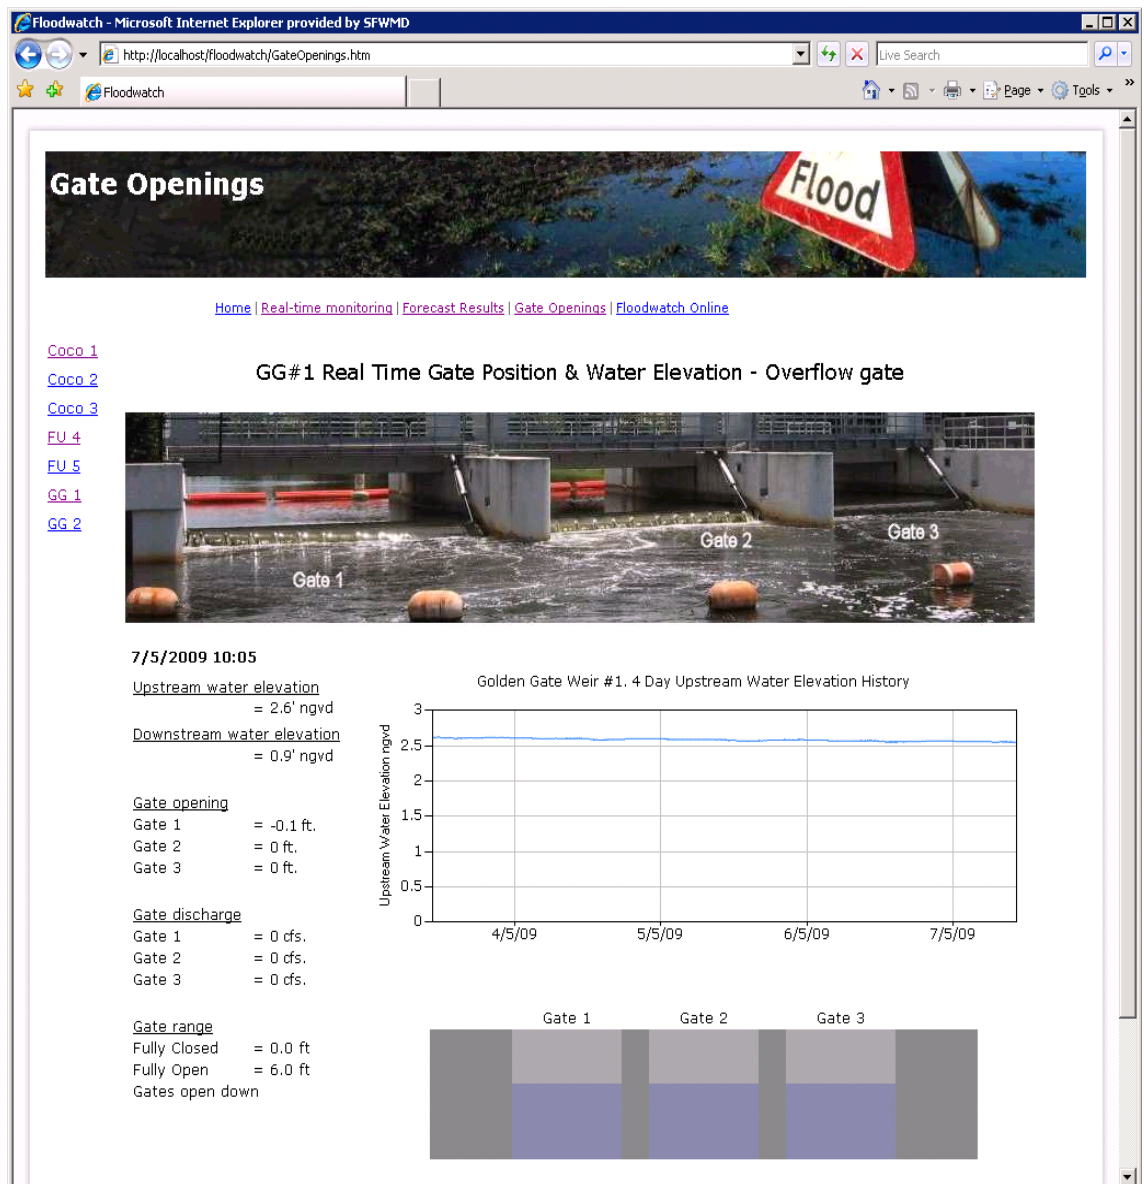 Floodwatch - Microsoft Internet Explorer provided by SFWMD
http://localhost/floodwatch/GateOpenings.htm
Live Search
Floodwatch
Page
Tools
Gate Openings
Flood
Home | Real-time monitoring | Forecast Results | Gate Openings | Floodwatch Online
Coco 1
Coco 2
Coco 3
FU 4
FU 5
GG 1
GG 2
GG#1 Real Time Gate Position & Water Elevation - Overflow gate
Gate 1
Gate 2
Gate 3
7/5/2009 10:05
Upstream water elevation
= 2.6' ngvd
Downstream water elevation
= 0.9' ngvd
Gate opening
Gate 1 = -0.1 ft.
Gate 2 = 0 ft.
Gate 3 = 0 ft.
Gate discharge
Gate 1 = 0 cfs.
Gate 2 = 0 cfs.
Gate 3 = 0 cfs.
Gate range
Fully Closed = 0.0 ft
Fully Open = 6.0 ft
Gates open down
Golden Gate Weir #1. 4 Day Upstream Water Elevation History
Upstream Water Elevation ngvd
3
2.5
2
1.5
1
0.5
0
4/5/09 5/5/09 6/5/09 7/5/09
Gate 1 Gate 2 Gate 3